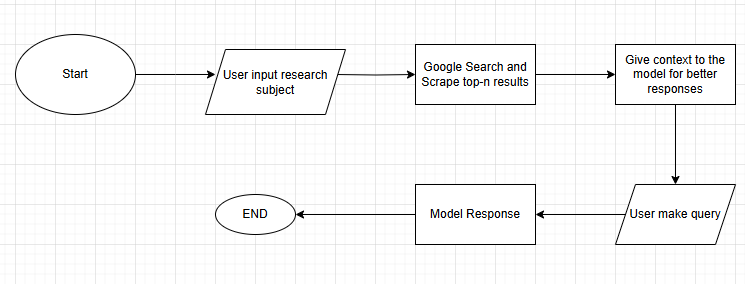 Start
User input research
subject
Google Search and
Scrape top-n results
Give context to the
model for better
responses
User make query
Model Response
END